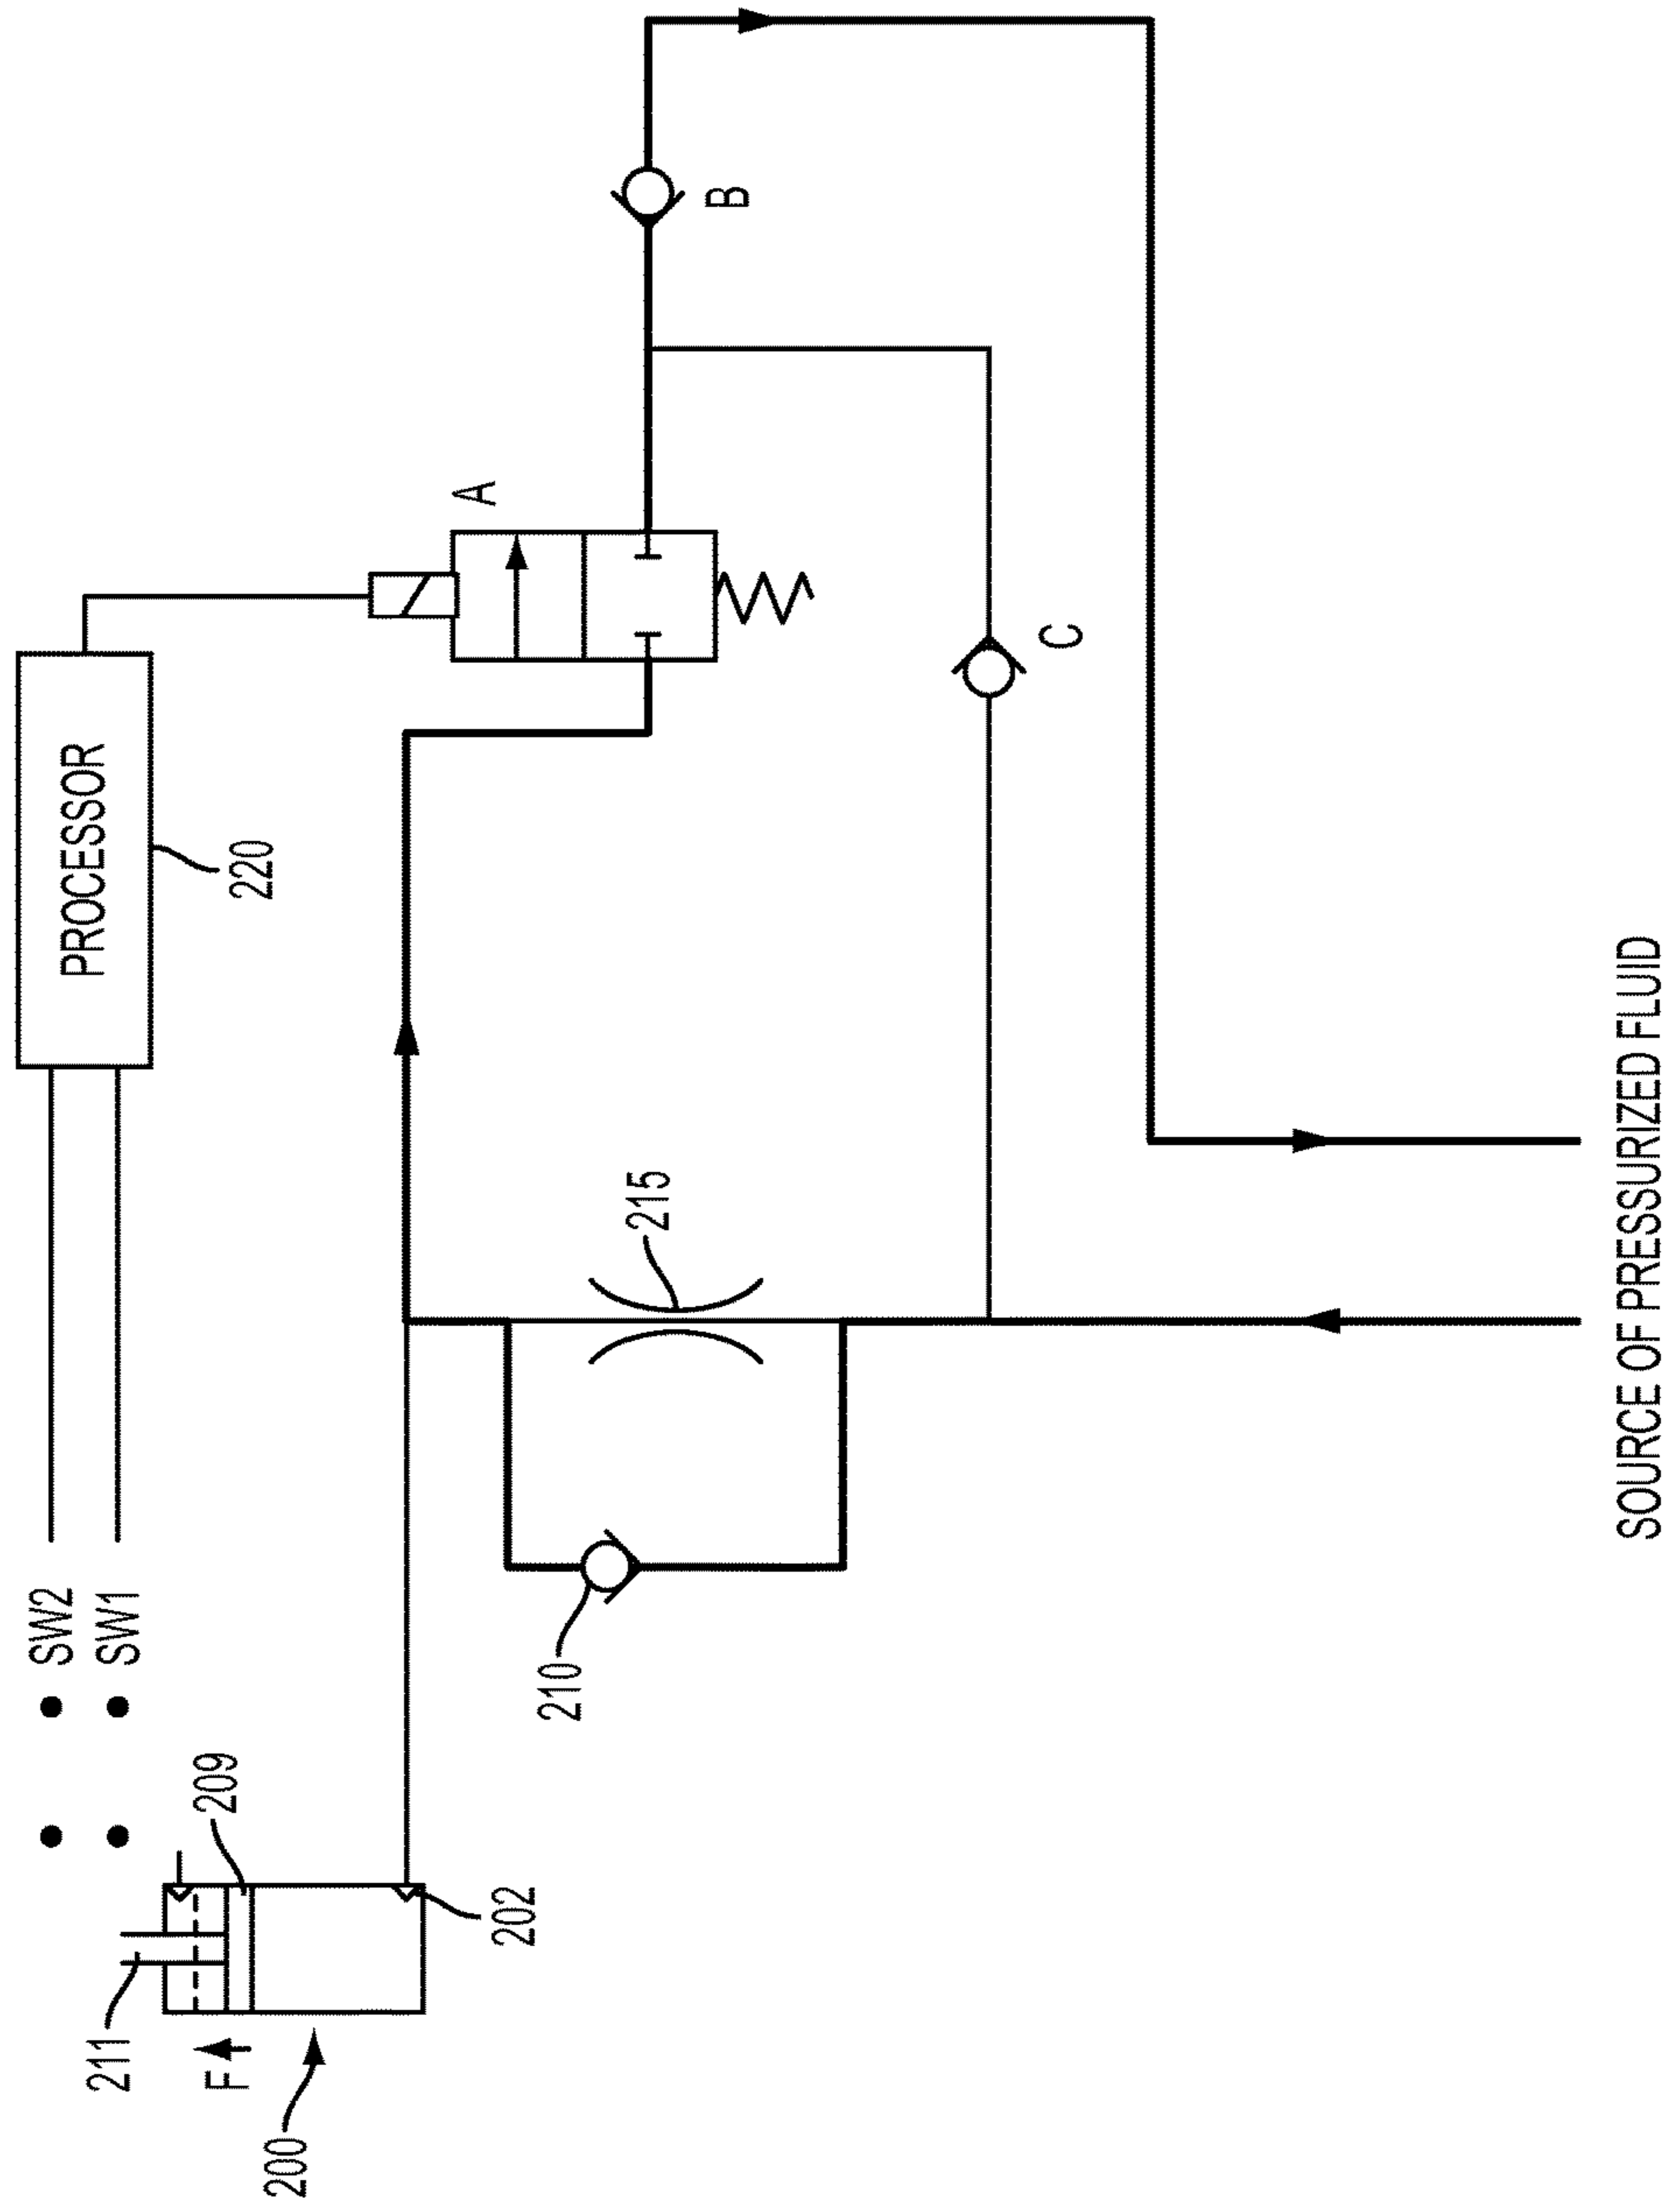 211
F
200
209
202
SW2
SW1
210
PROCESSOR
220
215
A
B
C
SOURCE OF PRESSURIZED FLUID